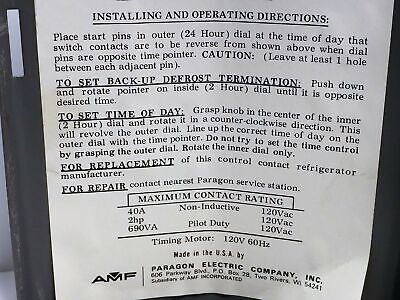 INSTALLING AND OPERATING DIRECTIONS:
Place start pins in outer (24 Hour) dial at the time of day that
switch contacts are to be reverse from shown above when dial
pins are opposite time pointer. CAUTION: (Leave at least 1 hole
between each adjacent pin).
TO SET BACK-UP DEFROST TERMINATION: Push down
and rotate pointer on inside (2 Hour) dial until it is opposite
desired time.
TO SET TIME OF DAY: Grasp knob in center of the inner
(2 Hour) dial and rotate it in a counter-clockwise direction. This
will revolve the outer dial. Line up the correct time of day on the
outer dial with the time pointer. Do not try to set the time control
by grasping the outer dial. Rotate the inner dial only.
FOR REPLACEMENT of this control contact refrigerator
manufacturer.
FOR REPAIR contact nearest Paragon service station.
MAXIMUM CONTACT RATING
40A Non-Inductive 120Vac
2hp 120Vac
690VA Pilot Duty 120Vac
Timing Motor: 120V 60Hz
Made in the U.S.A. by
AMF PARAGON ELECTRIC COMPANY, INC.
606 Parkway Blvd., P.O. Box 28, Two Rivers, WI 54241
Subsidiary of AMF INCORPORATED